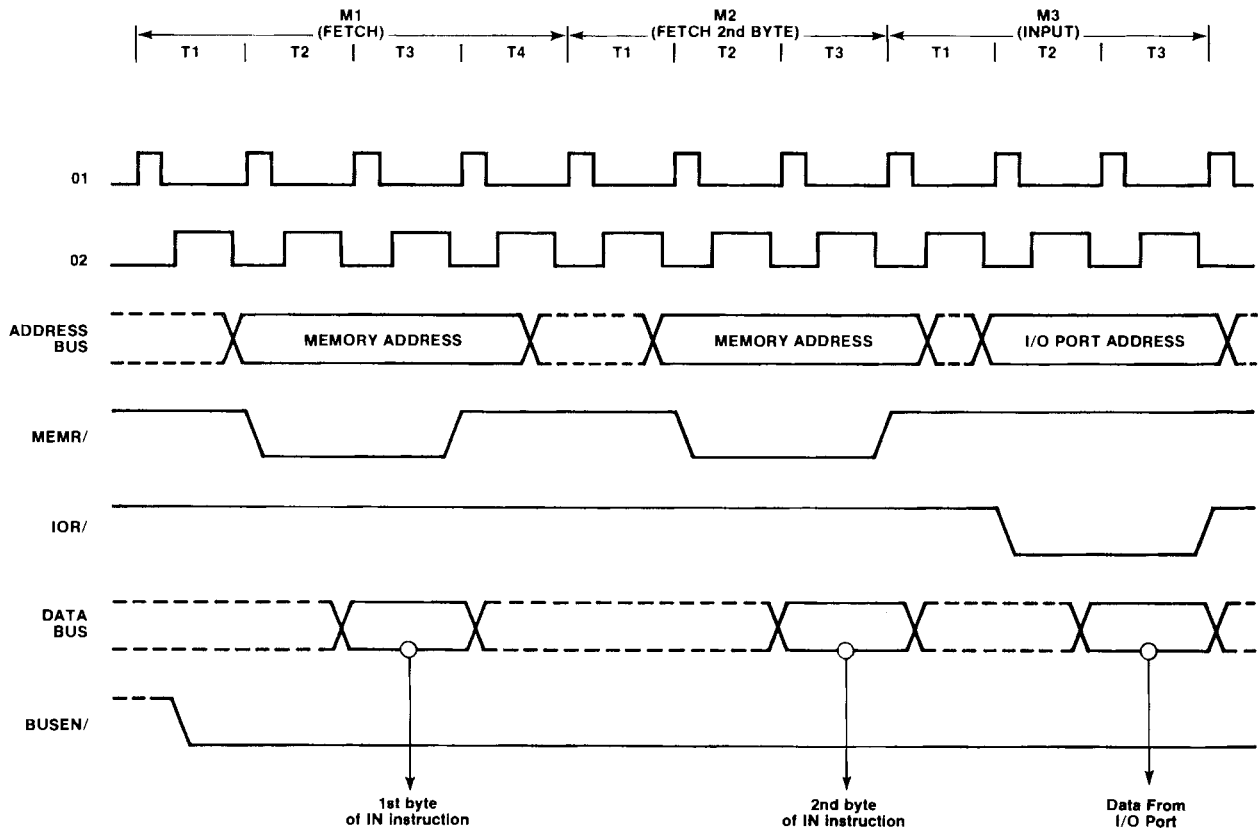 M1
(FETCH)
M2
(FETCH 2nd BYTE)
M3
(INPUT)
T1 T2 T3 T4 T1 T2 T3 T1 T2 T3
01
02
ADDRESS
BUS
MEMORY ADDRESS
MEMORY ADDRESS
I/O PORT ADDRESS
MEMR/
IOR/
DATA
BUS
BUSEN/
1st byte
of IN instruction
2nd byte
of IN instruction
Data From
I/O Port